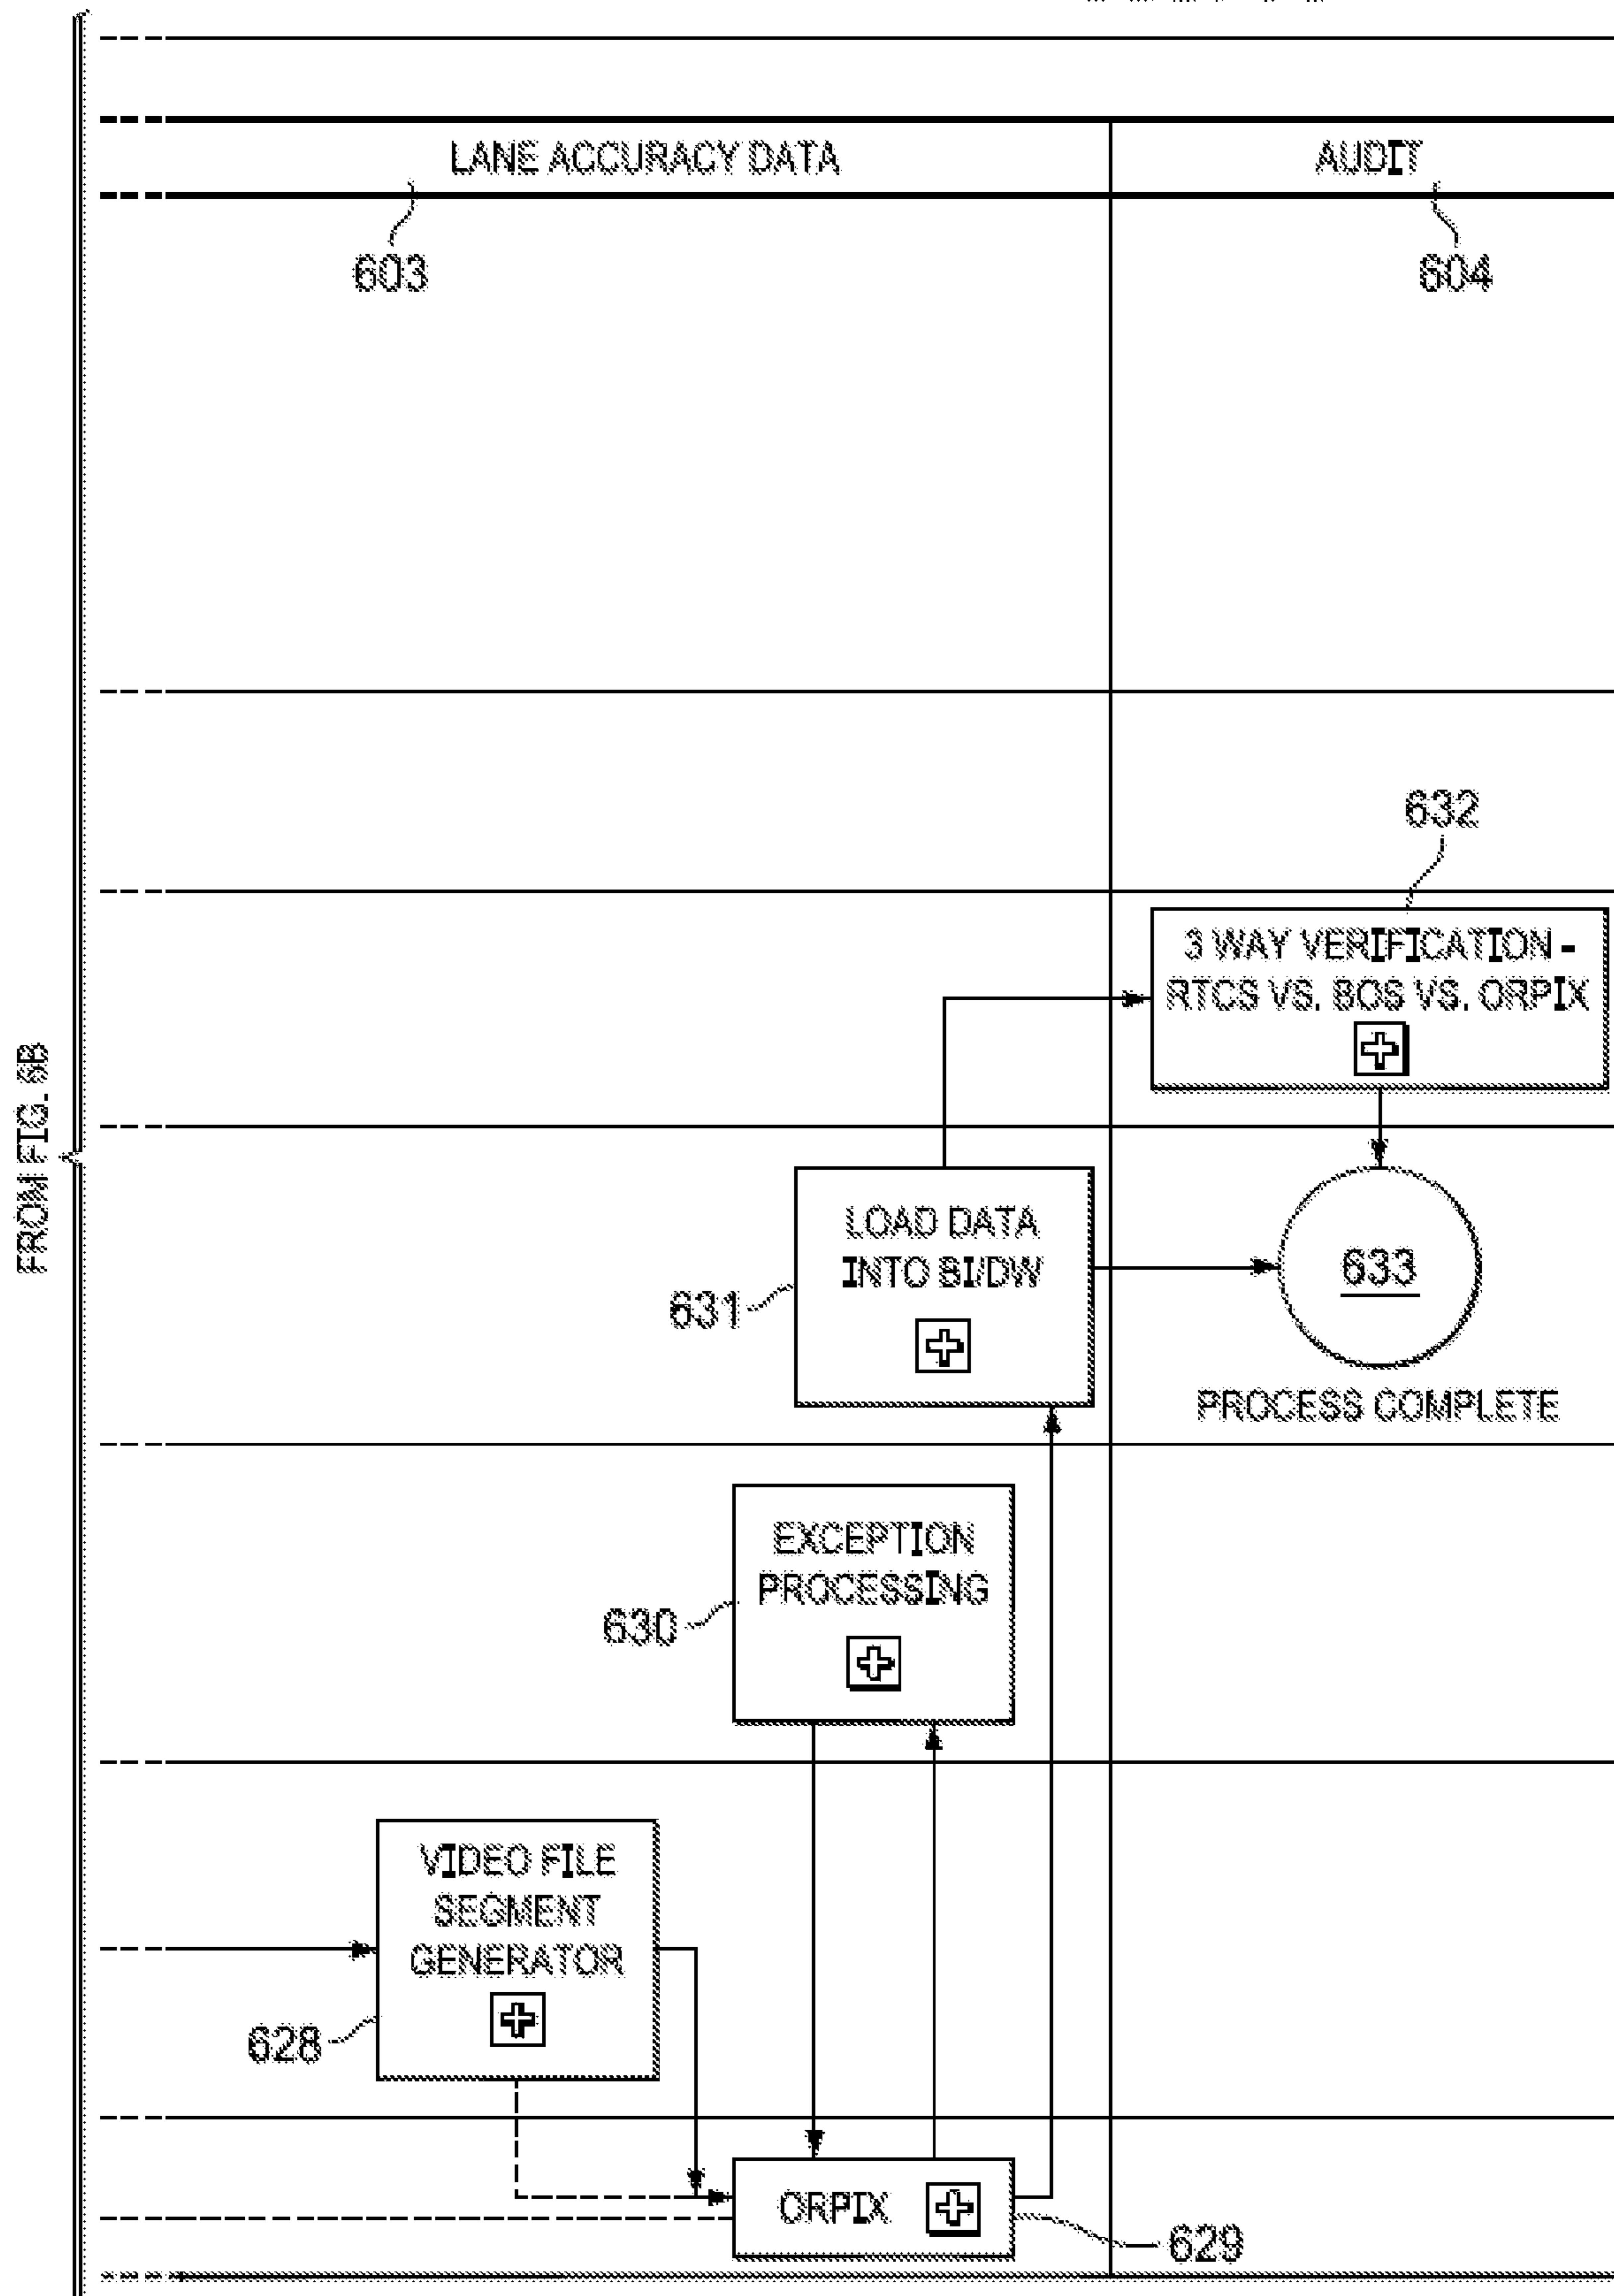 LANE ACCURACY DATA
AUDIT
603
604
632
3 WAY VERIFICATION -
RTCS VS. BOS VS. ORPIX
FROM FIG. 6B
LOAD DATA
INTO BI/DW
631
633
PROCESS COMPLETE
EXCEPTION
PROCESSING
630
VIDEO FILE
SEGMENT
GENERATOR
628
ORPIX
629